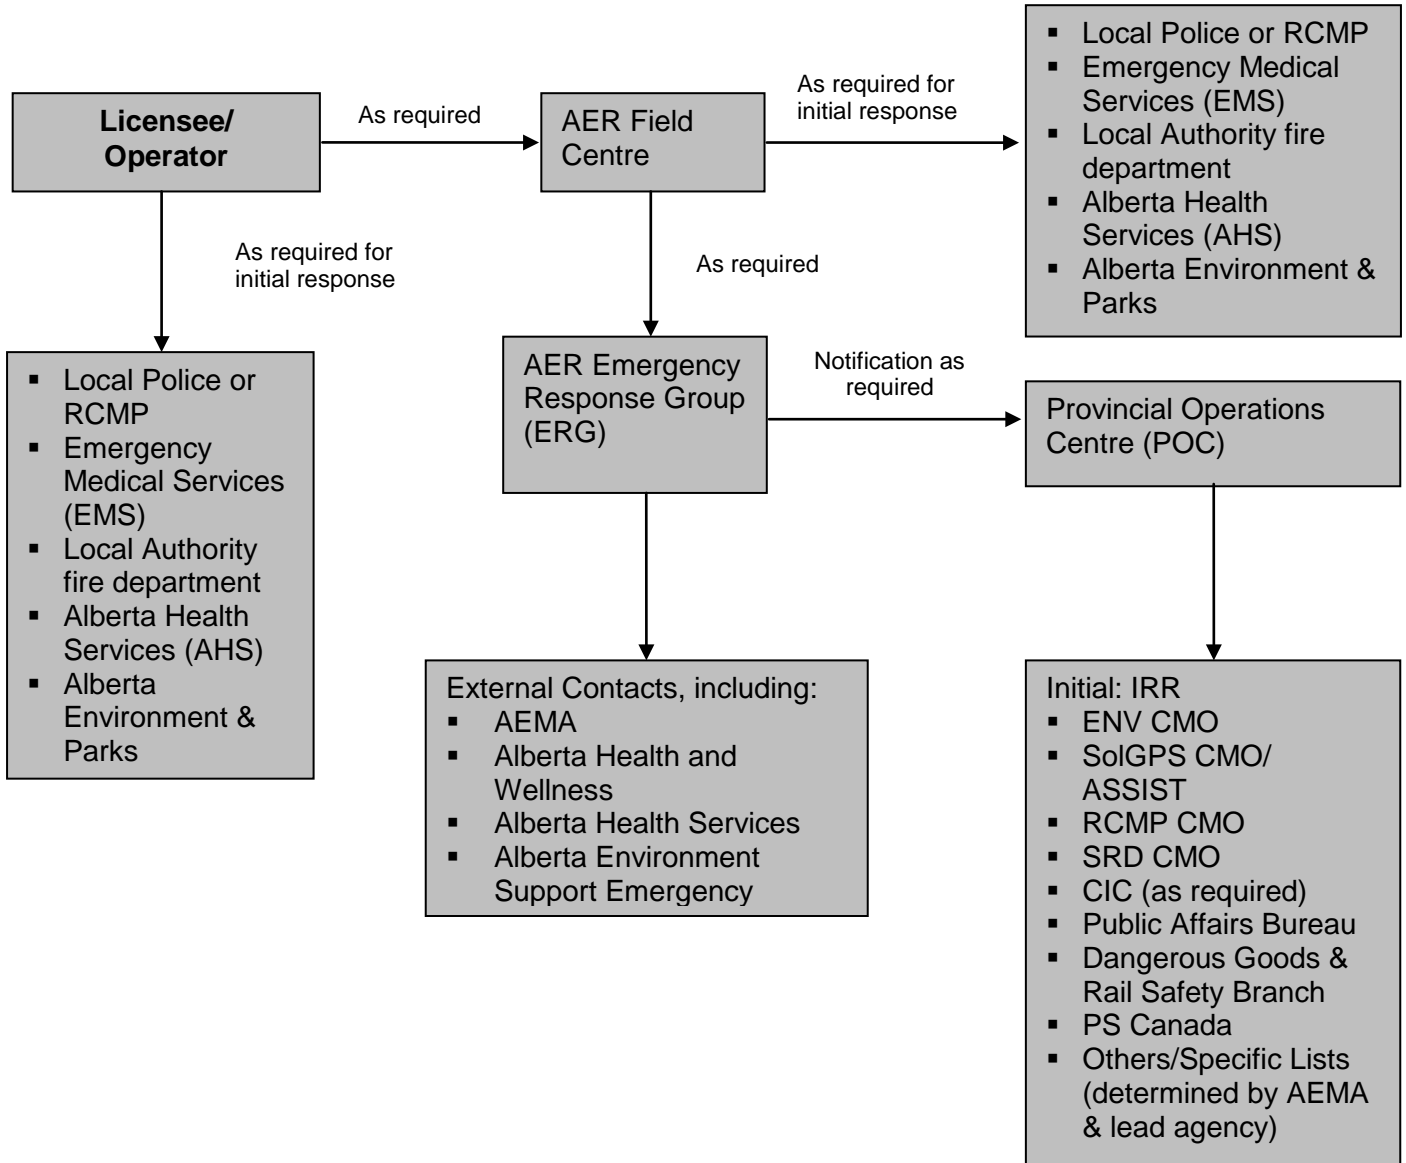 Licensee/
Operator
As required
AER Field
Centre
As required for
initial response
▪ Local Police or RCMP
▪ Emergency Medical
Services (EMS)
▪ Local Authority fire
department
▪ Alberta Health
Services (AHS)
▪ Alberta Environment &
Parks
As required for
initial response
As required
▪ Local Police or
RCMP
▪ Emergency
Medical Services
(EMS)
▪ Local Authority
fire department
▪ Alberta Health
Services (AHS)
▪ Alberta
Environment &
Parks
AER Emergency
Response Group
(ERG)
Notification as
required
Provincial Operations
Centre (POC)
External Contacts, including:
▪ AEMA
▪ Alberta Health and
Wellness
▪ Alberta Health Services
▪ Alberta Environment
Support Emergency
Initial: IRR
▪ ENV CMO
▪ SolGPS CMO/
ASSIST
▪ RCMP CMO
▪ SRD CMO
▪ CIC (as required)
▪ Public Affairs Bureau
▪ Dangerous Goods &
Rail Safety Branch
▪ PS Canada
▪ Others/Specific Lists
(determined by AEMA
& lead agency)